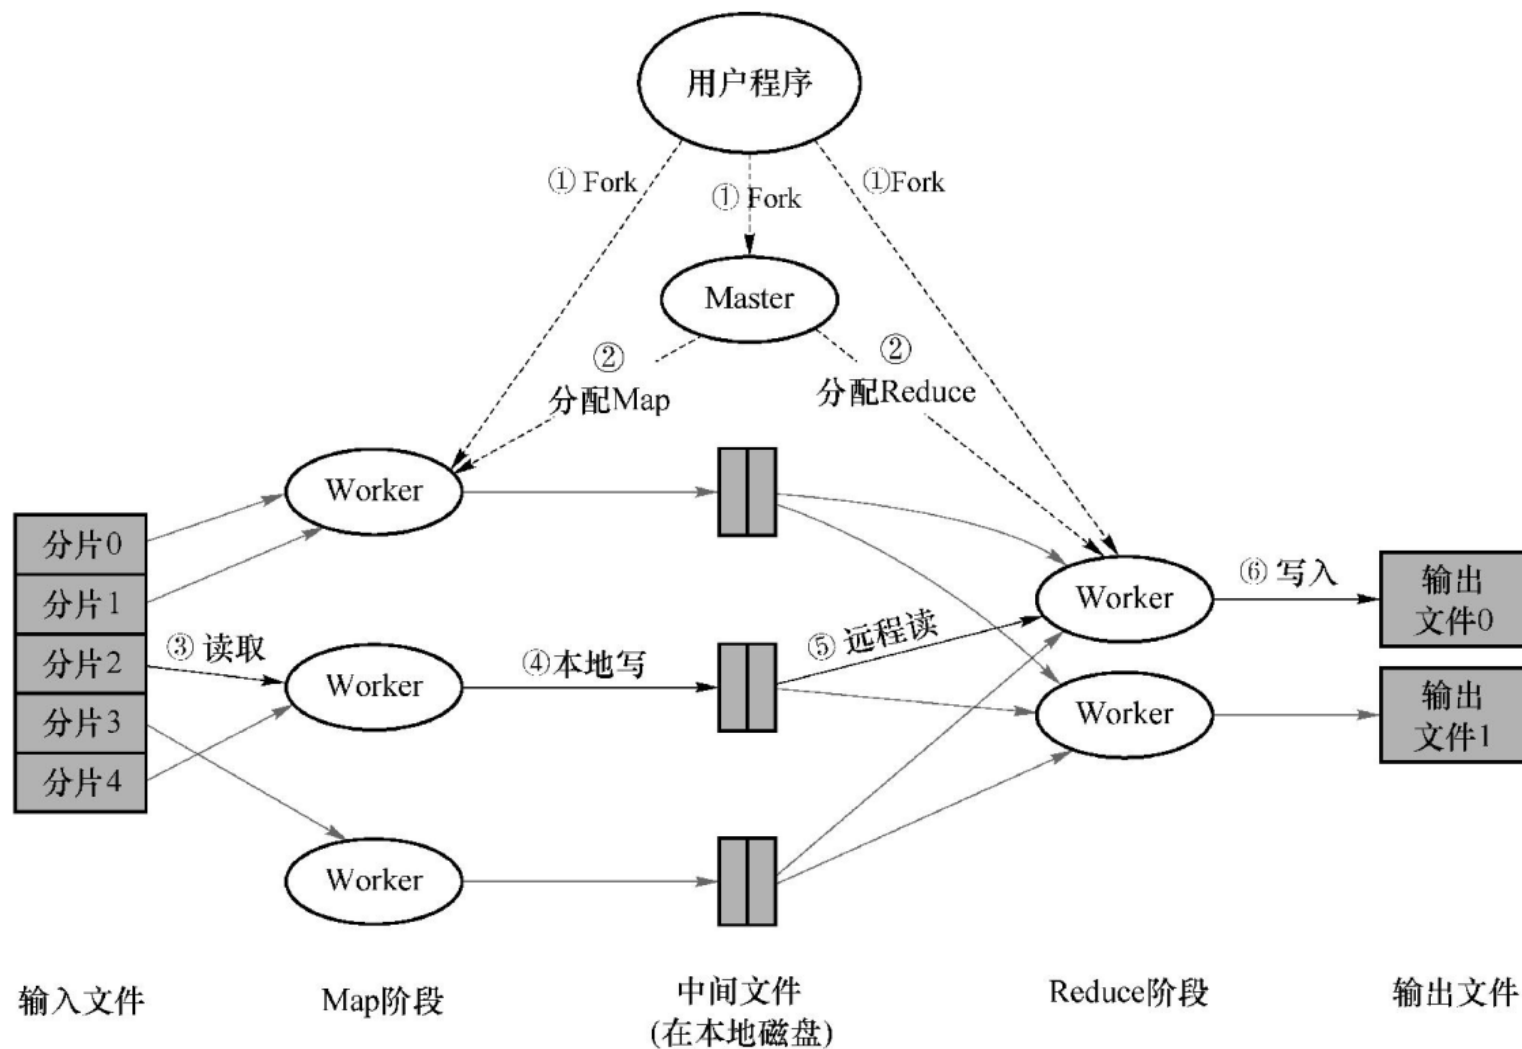 用户程序
① Fork
① Fork
①Fork
Master
②
分配Map
②
分配Reduce
Worker
分片0
分片1
分片2
分片3
分片4
③ 读取
Worker
④本地写
⑤ 远程读
Worker
⑥ 写入
输出
文件0
Worker
输出
文件1
Worker
输入文件
Map阶段
中间文件
(在本地磁盘)
Reduce阶段
输出文件